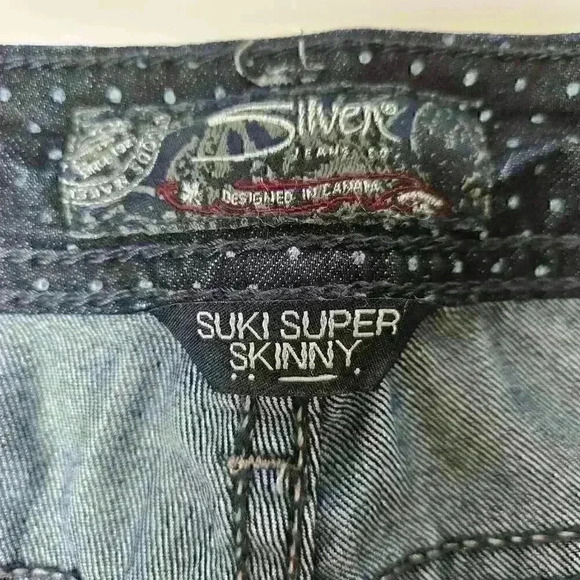 Silver®
JEANS CO
DESIGNED IN CANADA
SUKI SUPER
SKINNY